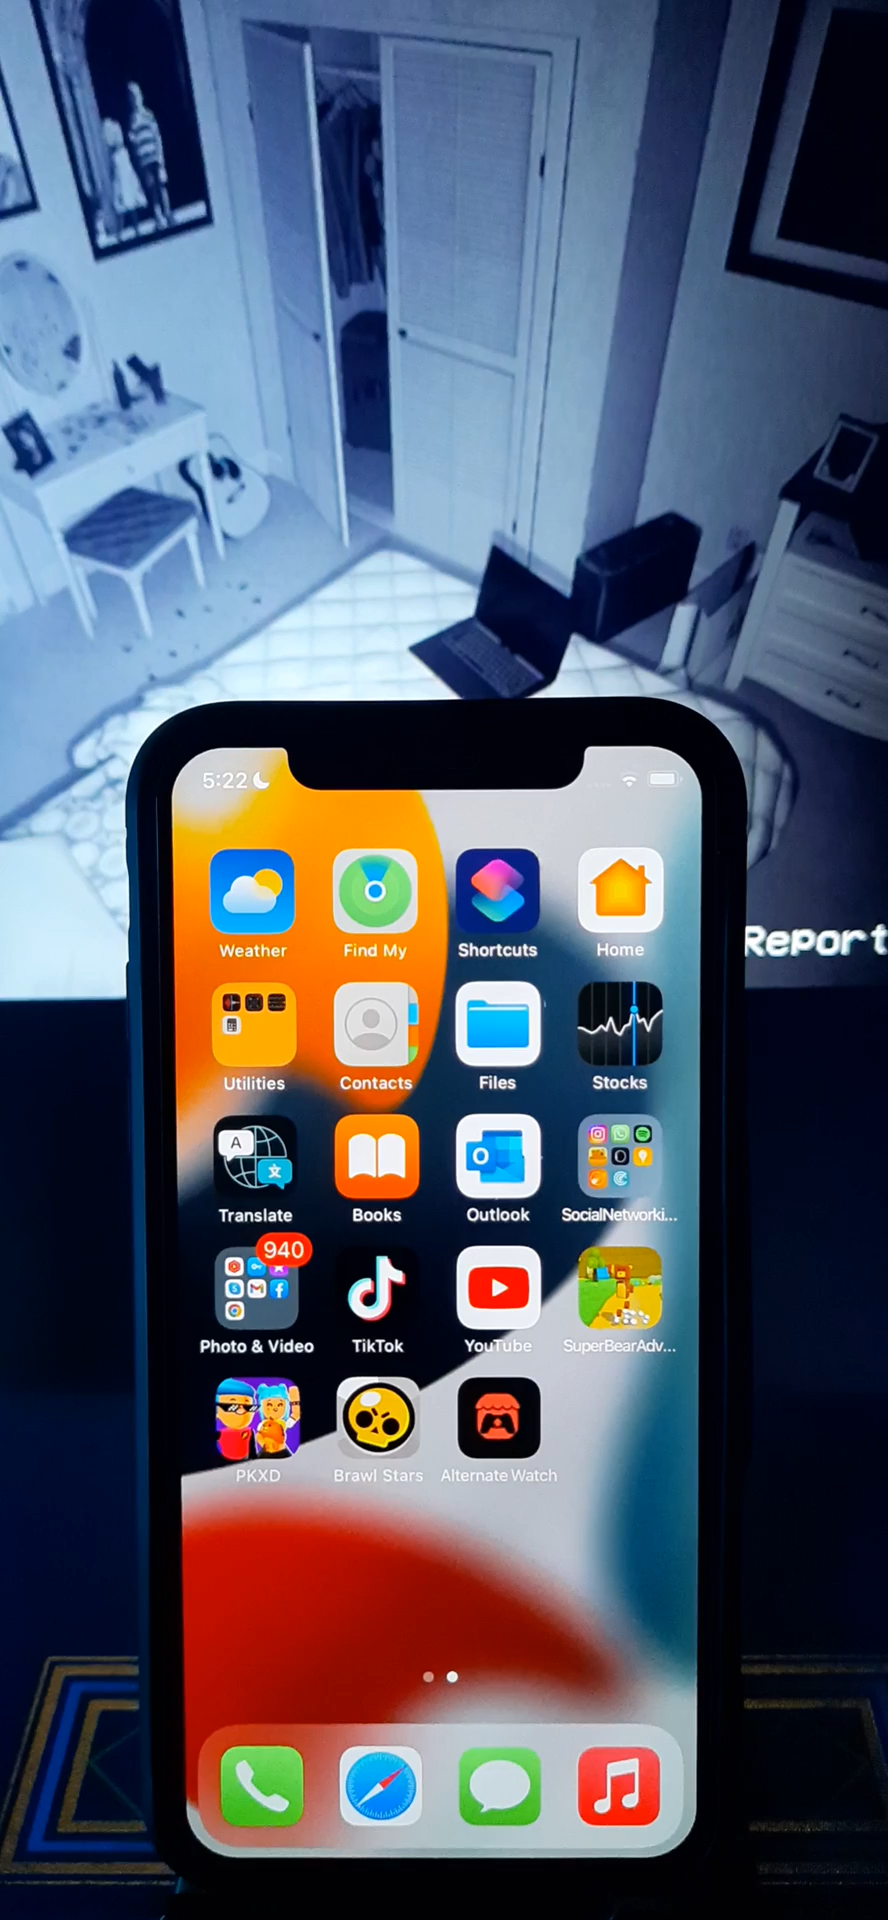 5:22
Weather
Find My
Shortcuts
Home
Report
Utilities
Contacts
Files
Stocks
A
文
Translate
Books
O
Outlook
SocialNetworki...
940
Photo & Video
TikTok
YouTube
SuperBearAdv...
PKXD
Brawl Stars
Alternate Watch